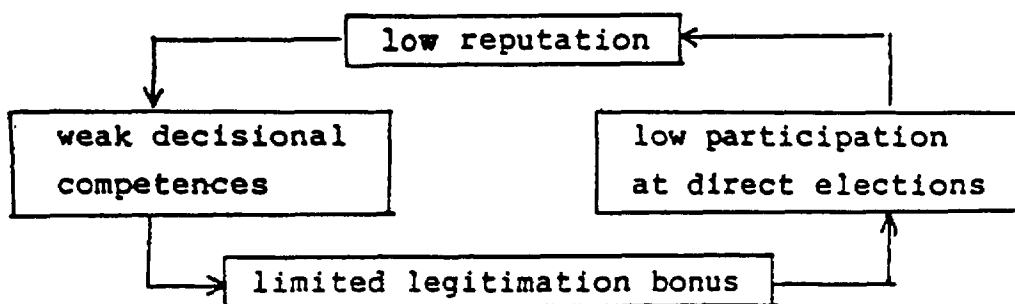 low reputation
weak decisional
competences
low participation
at direct elections
limited legitimation bonus